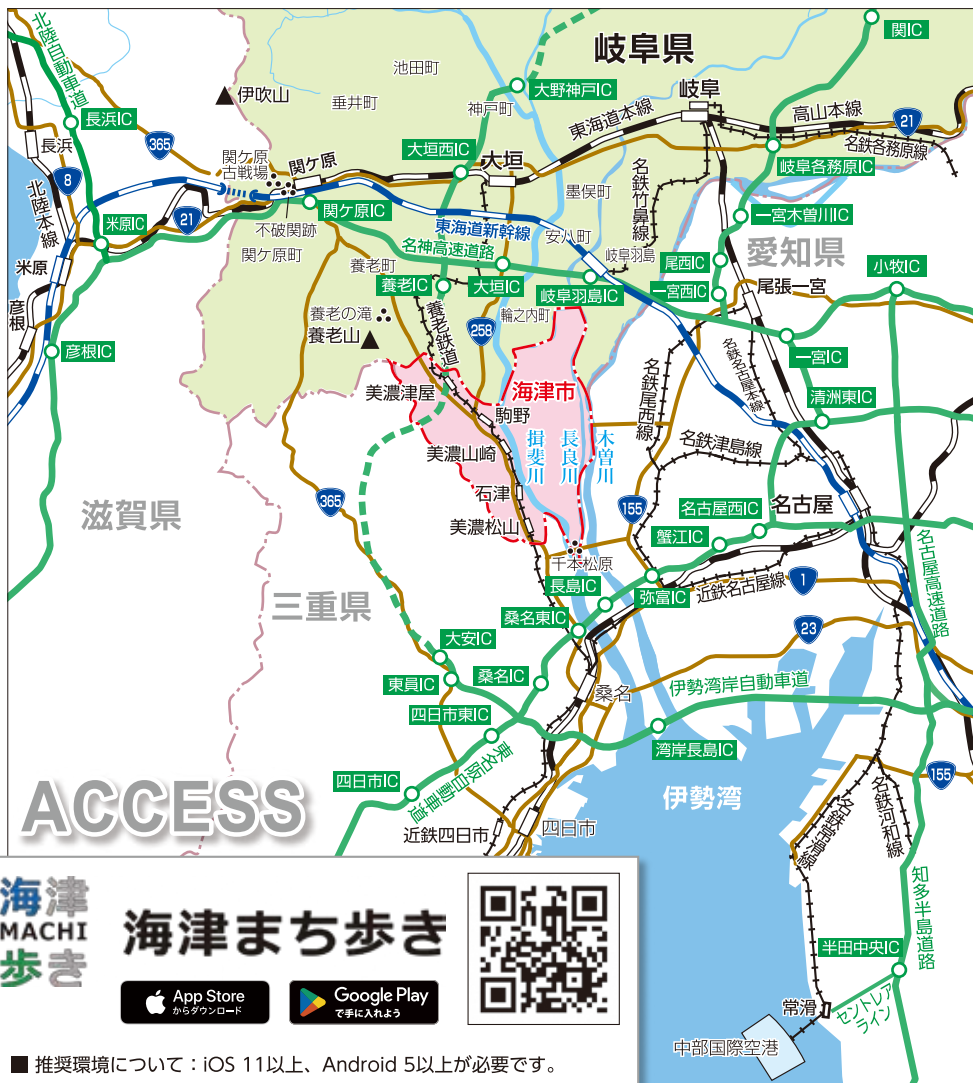 岐阜県
関IC
北陸自動車道
池田町
伊吹山
垂井町
神戸町
大野神戸IC
岐阜
東海道本線
高山本線
21
名鉄各務原線
長浜IC
365
長浜
関ケ原
古戦場
関ケ原
大垣西IC
大垣
墨俣町
名鉄竹鼻線
岐阜各務原IC
8
北陸本線
21
米原IC
不破関跡
関ケ原IC
関ケ原町
東海道新幹線
名神高速道路
安八町
岐阜羽島
一宮木曽川IC
愛知県
米原
養老町
養老IC
大垣IC
岐阜羽島IC
尾西IC
一宮西IC
尾張一宮
小牧IC
彦根
養老の滝
養老山
養老鉄道
258
輪之内町
彦根IC
名鉄尾西線
名鉄名古屋本線
一宮IC
清洲東IC
美濃津屋
海津市
駒野
揖斐川
長良川
木曽川
名鉄津島線
美濃山崎
滋賀県
365
石津
155
名古屋西IC
名古屋
美濃松山
蟹江IC
千本松原
長島IC
弥富IC
近鉄名古屋線
1
名古屋高速道路
三重県
桑名東IC
23
大安IC
東員IC
桑名IC
桑名
伊勢湾岸自動車道
四日市東IC
湾岸長島IC
東名阪自動車道
四日市IC
伊勢湾
155
ACCESS
近鉄四日市
四日市
名鉄常滑線
名鉄河和線
知多半島道路
半田中央IC
常滑
セントレア
ライン
中部国際空港
海津
MACHI
歩き
海津まち歩き
App Store
からダウンロード
Google Play
で手に入れよう
■ 推奨環境について：iOS 11以上、Android 5以上が必要です。